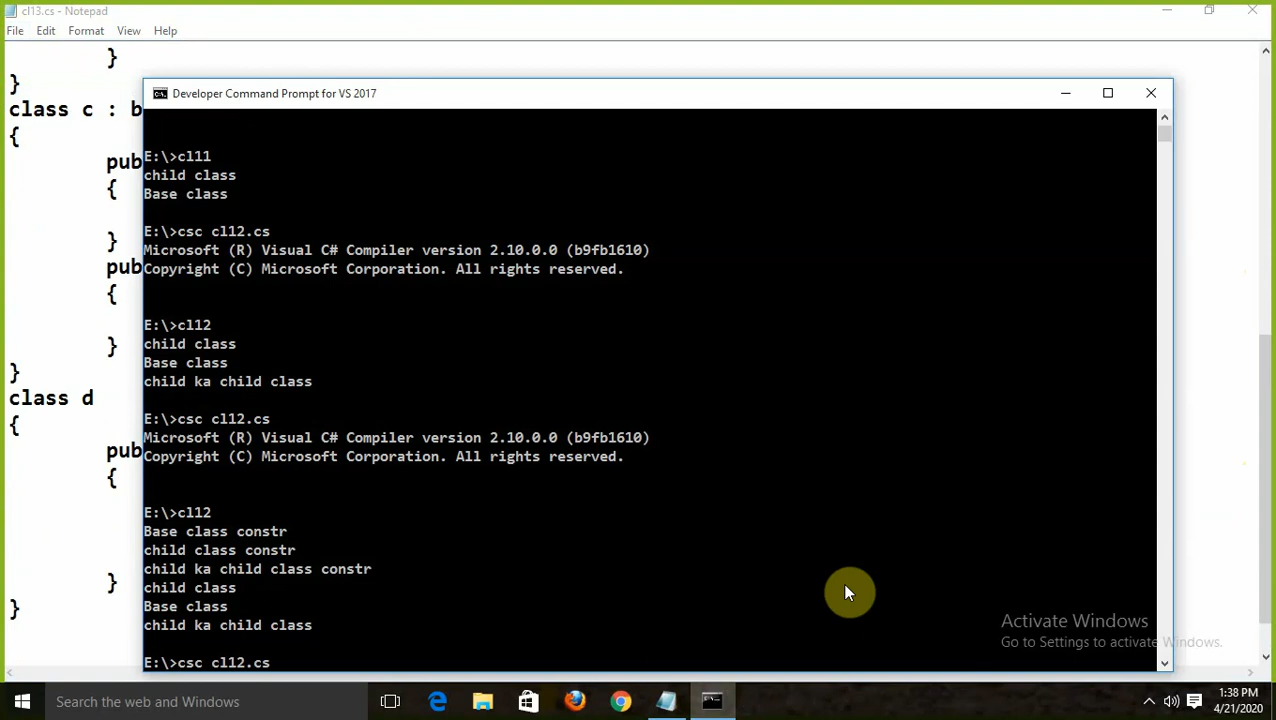 cl13.cs - Notepad
File Edit Format View Help
}
}
class c : b
{
pub
{
}
pub
{
}
}
class d
{
pub
{
}
}
Developer Command Prompt for VS 2017
E:\>cl11
child class
Base class
E:\>csc cl12.cs
Microsoft (R) Visual C# Compiler version 2.10.0.0 (b9fb1610)
Copyright (C) Microsoft Corporation. All rights reserved.
E:\>cl12
child class
Base class
child ka child class
E:\>csc cl12.cs
Microsoft (R) Visual C# Compiler version 2.10.0.0 (b9fb1610)
Copyright (C) Microsoft Corporation. All rights reserved.
E:\>cl12
Base class constr
child class constr
child ka child class constr
child class
Base class
child ka child class
E:\>csc cl12.cs
Activate Windows
Go to Settings to activate Windows.
Search the web and Windows
1:38 PM
4/21/2020